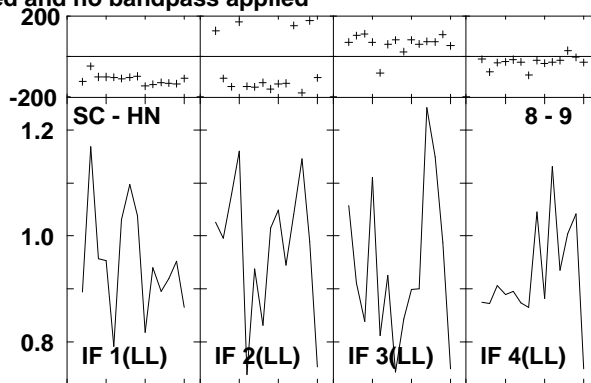 ed and no bandpass applied
200
-200
SC - HN
8 - 9
1.2
1.0
0.8
IF 1(LL)
IF 2(LL)
IF 3(LL)
IF 4(LL)